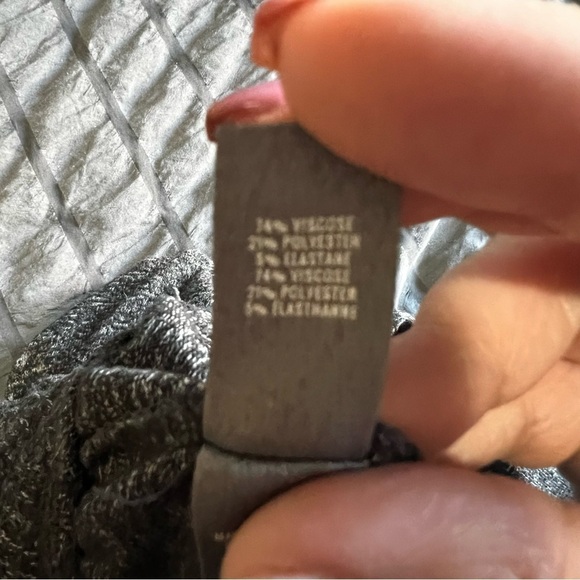 74% VISCOSE
21% POLYESTER
5% ELASTANE
74% VISCOSE
21% POLYESTER
5% ELASTHANNE